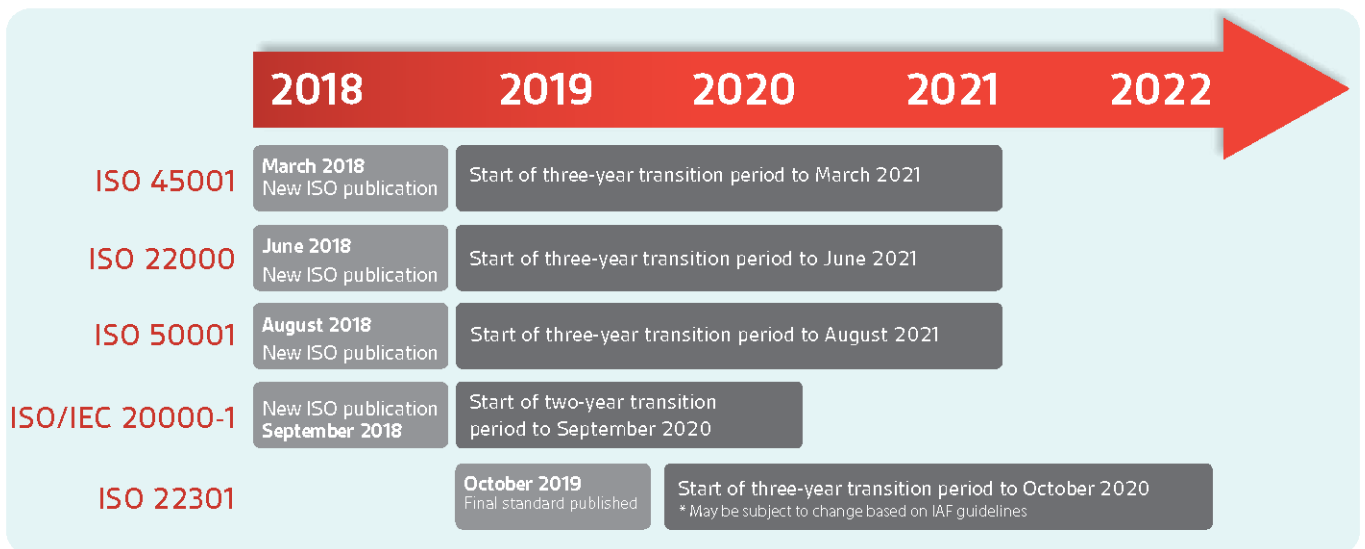 2018 2019 2020 2021 2022
ISO 45001
March 2018
New ISO publication
Start of three-year transition period to March 2021
ISO 22000
June 2018
New ISO publication
Start of three-year transition period to June 2021
ISO 50001
August 2018
New ISO publication
Start of three-year transition period to August 2021
ISO/IEC 20000-1
New ISO publication
September 2018
Start of two-year transition
period to September 2020
ISO 22301
October 2019
Final standard published
Start of three-year transition period to October 2020
* May be subject to change based on IAF guidelines